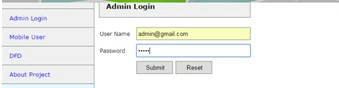 Admin Login
Admin Login
Mobile User
User Name admin@gmail.com
DFD
Password •••••
About Project
Submit Reset